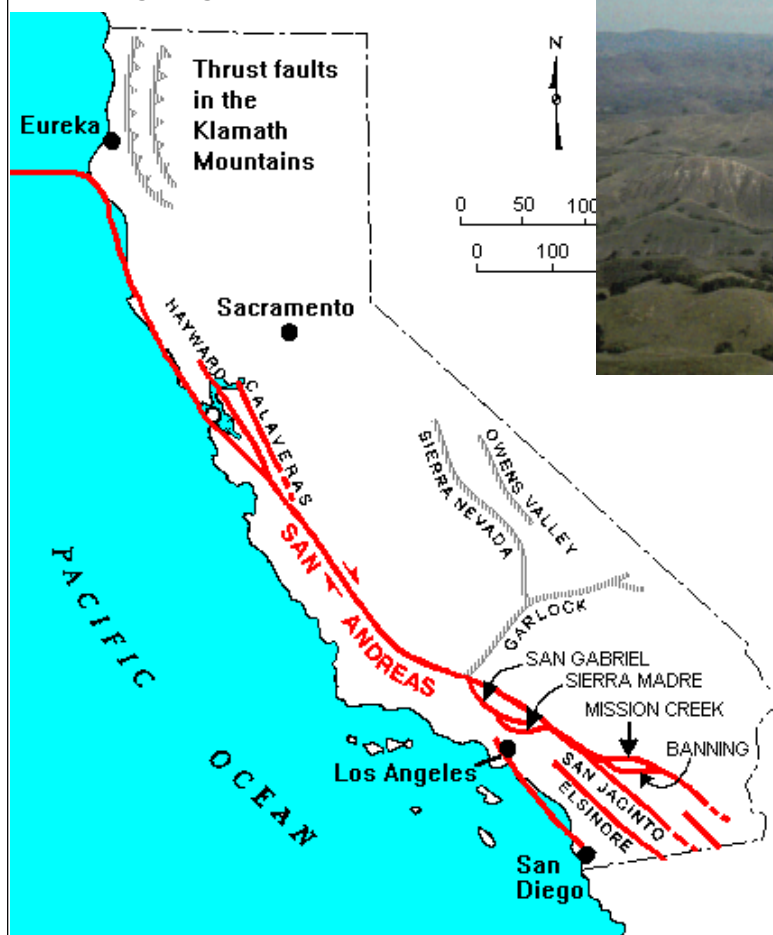 Thrust faults
in the
Klamath
Mountains
Eureka
N
0 50 100
0 100
Sacramento
HAYWARD
CALAVERAS
SIERRA NEVADA
OWENS VALLEY
SAN
ANDREAS
GARLOCK
SAN GABRIEL
SIERRA MADRE
MISSION CREEK
BANNING
PACIFIC
OCEAN
Los Angeles
SAN JACINTO
ELSINORE
San
Diego